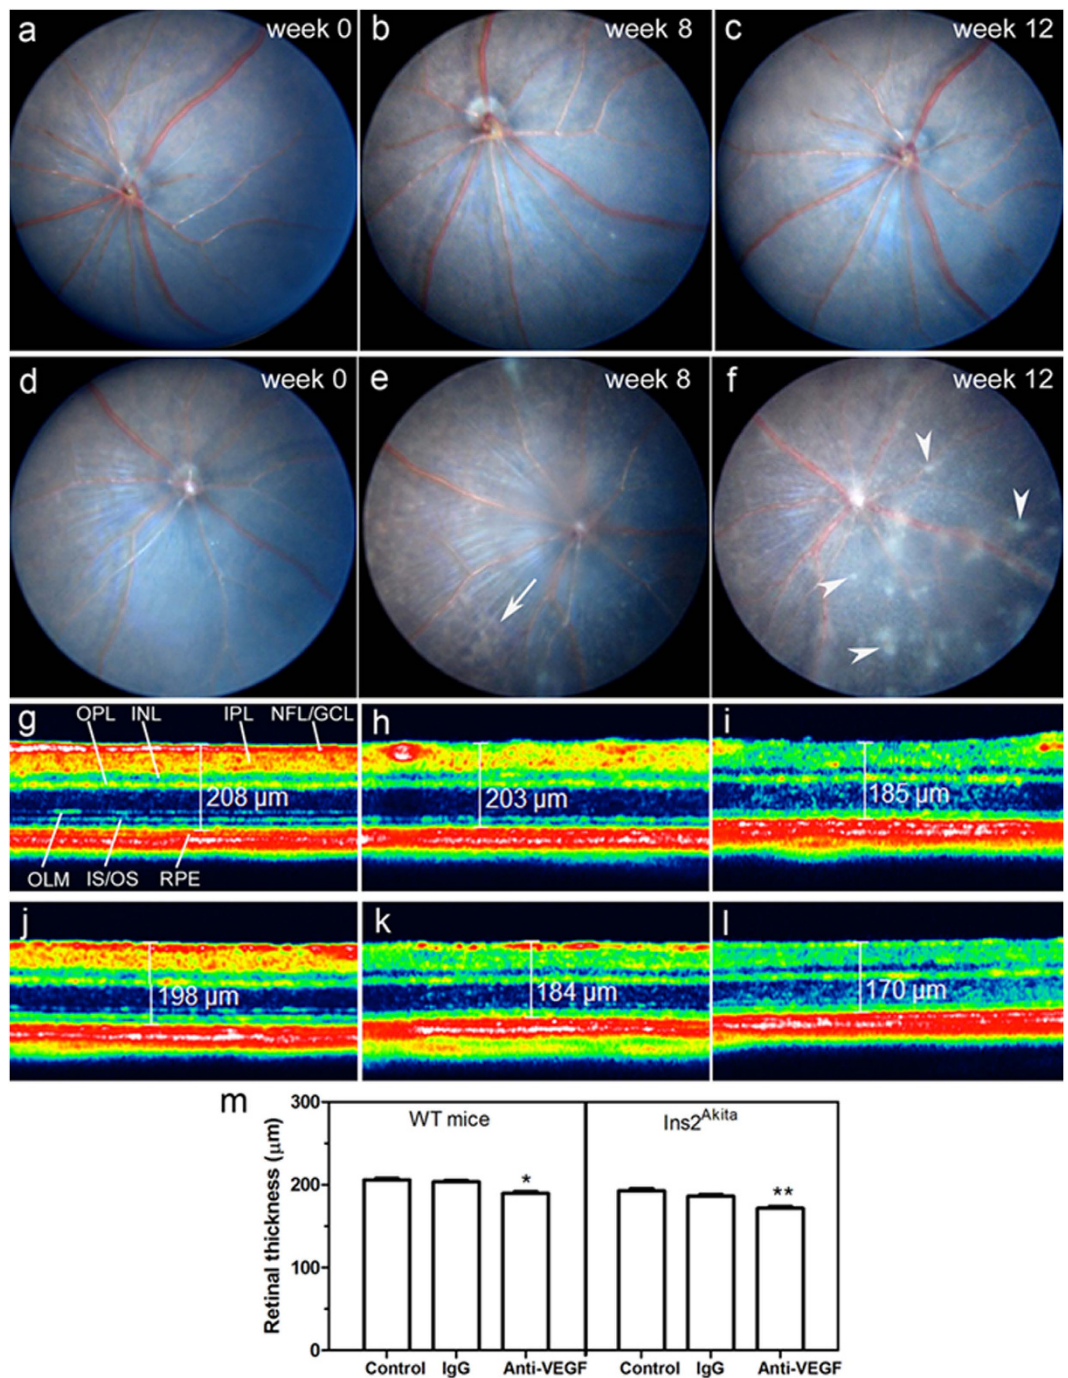 a week 0
b week 8
c week 12
d week 0
e week 8
f week 12
g OPL INL IPL NFL/GCL
208 µm
OLM IS/OS RPE
h
203 µm
i
185 µm
j
198 µm
k
184 µm
l
170 µm
m
Retinal thickness (µm)
300
200
100
0
WT mice
Ins2Akita
*
**
Control IgG Anti-VEGF Control IgG Anti-VEGF